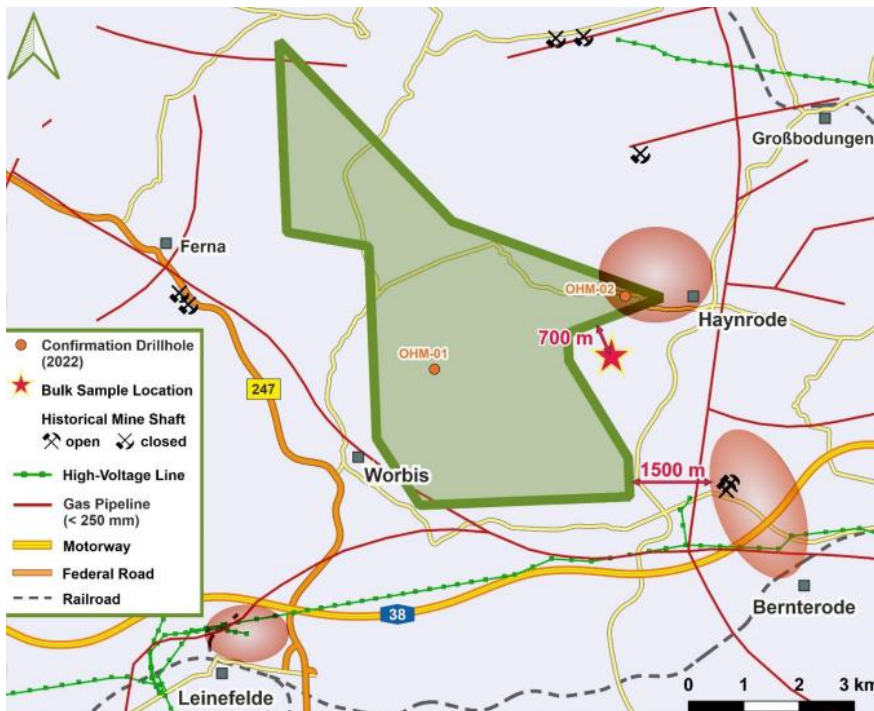 Großbodungen
Ferna
OHM-02
Haynrode
700 m
OHM-01
247
Worbis
1500 m
38
Bernterode
Leinefelde
Confirmation Drillhole
(2022)
Bulk Sample Location
Historical Mine Shaft
open closed
High-Voltage Line
Gas Pipeline
(< 250 mm)
Motorway
Federal Road
Railroad
0 1 2 3 km